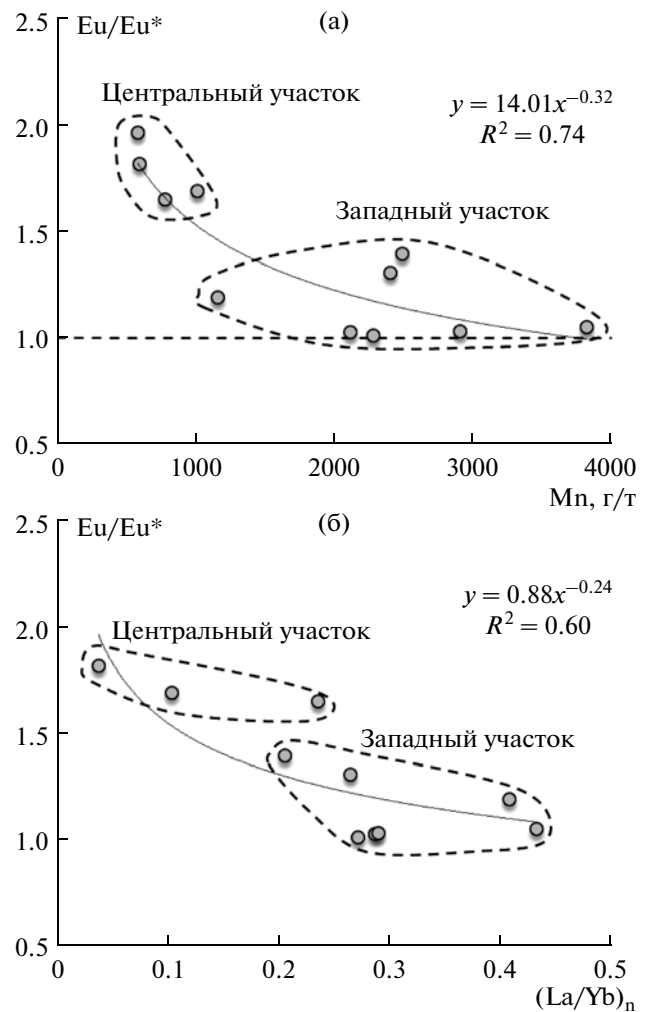 2.5
Eu/Eu*
(а)
Центральный участок
y = 14.01x^–0.32
R² = 0.74
2.0
Западный участок
1.5
1.0
0.5
0 1000 2000 3000 4000
Mn, г/т
2.5
Eu/Eu*
(б)
y = 0.88x^–0.24
R² = 0.60
2.0
Центральный участок
1.5
Западный участок
1.0
0.5
0 0.1 0.2 0.3 0.4 0.5
(La/Yb)n